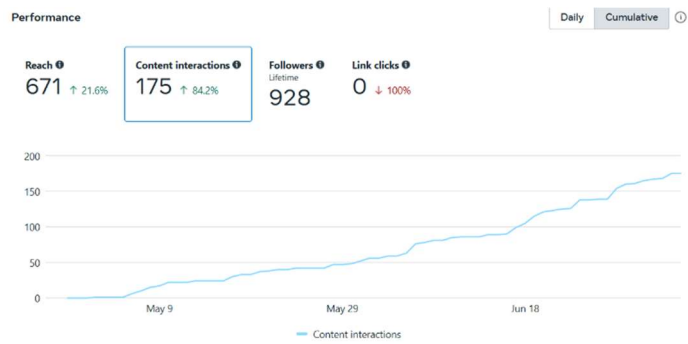 Performance
Daily Cumulative
Reach
671 ↑ 21.6%
Content interactions
175 ↑ 84.2%
Followers
Lifetime
928
Link clicks
0 ↓ 100%
200
150
100
50
0
May 9 May 29 Jun 18
Content interactions